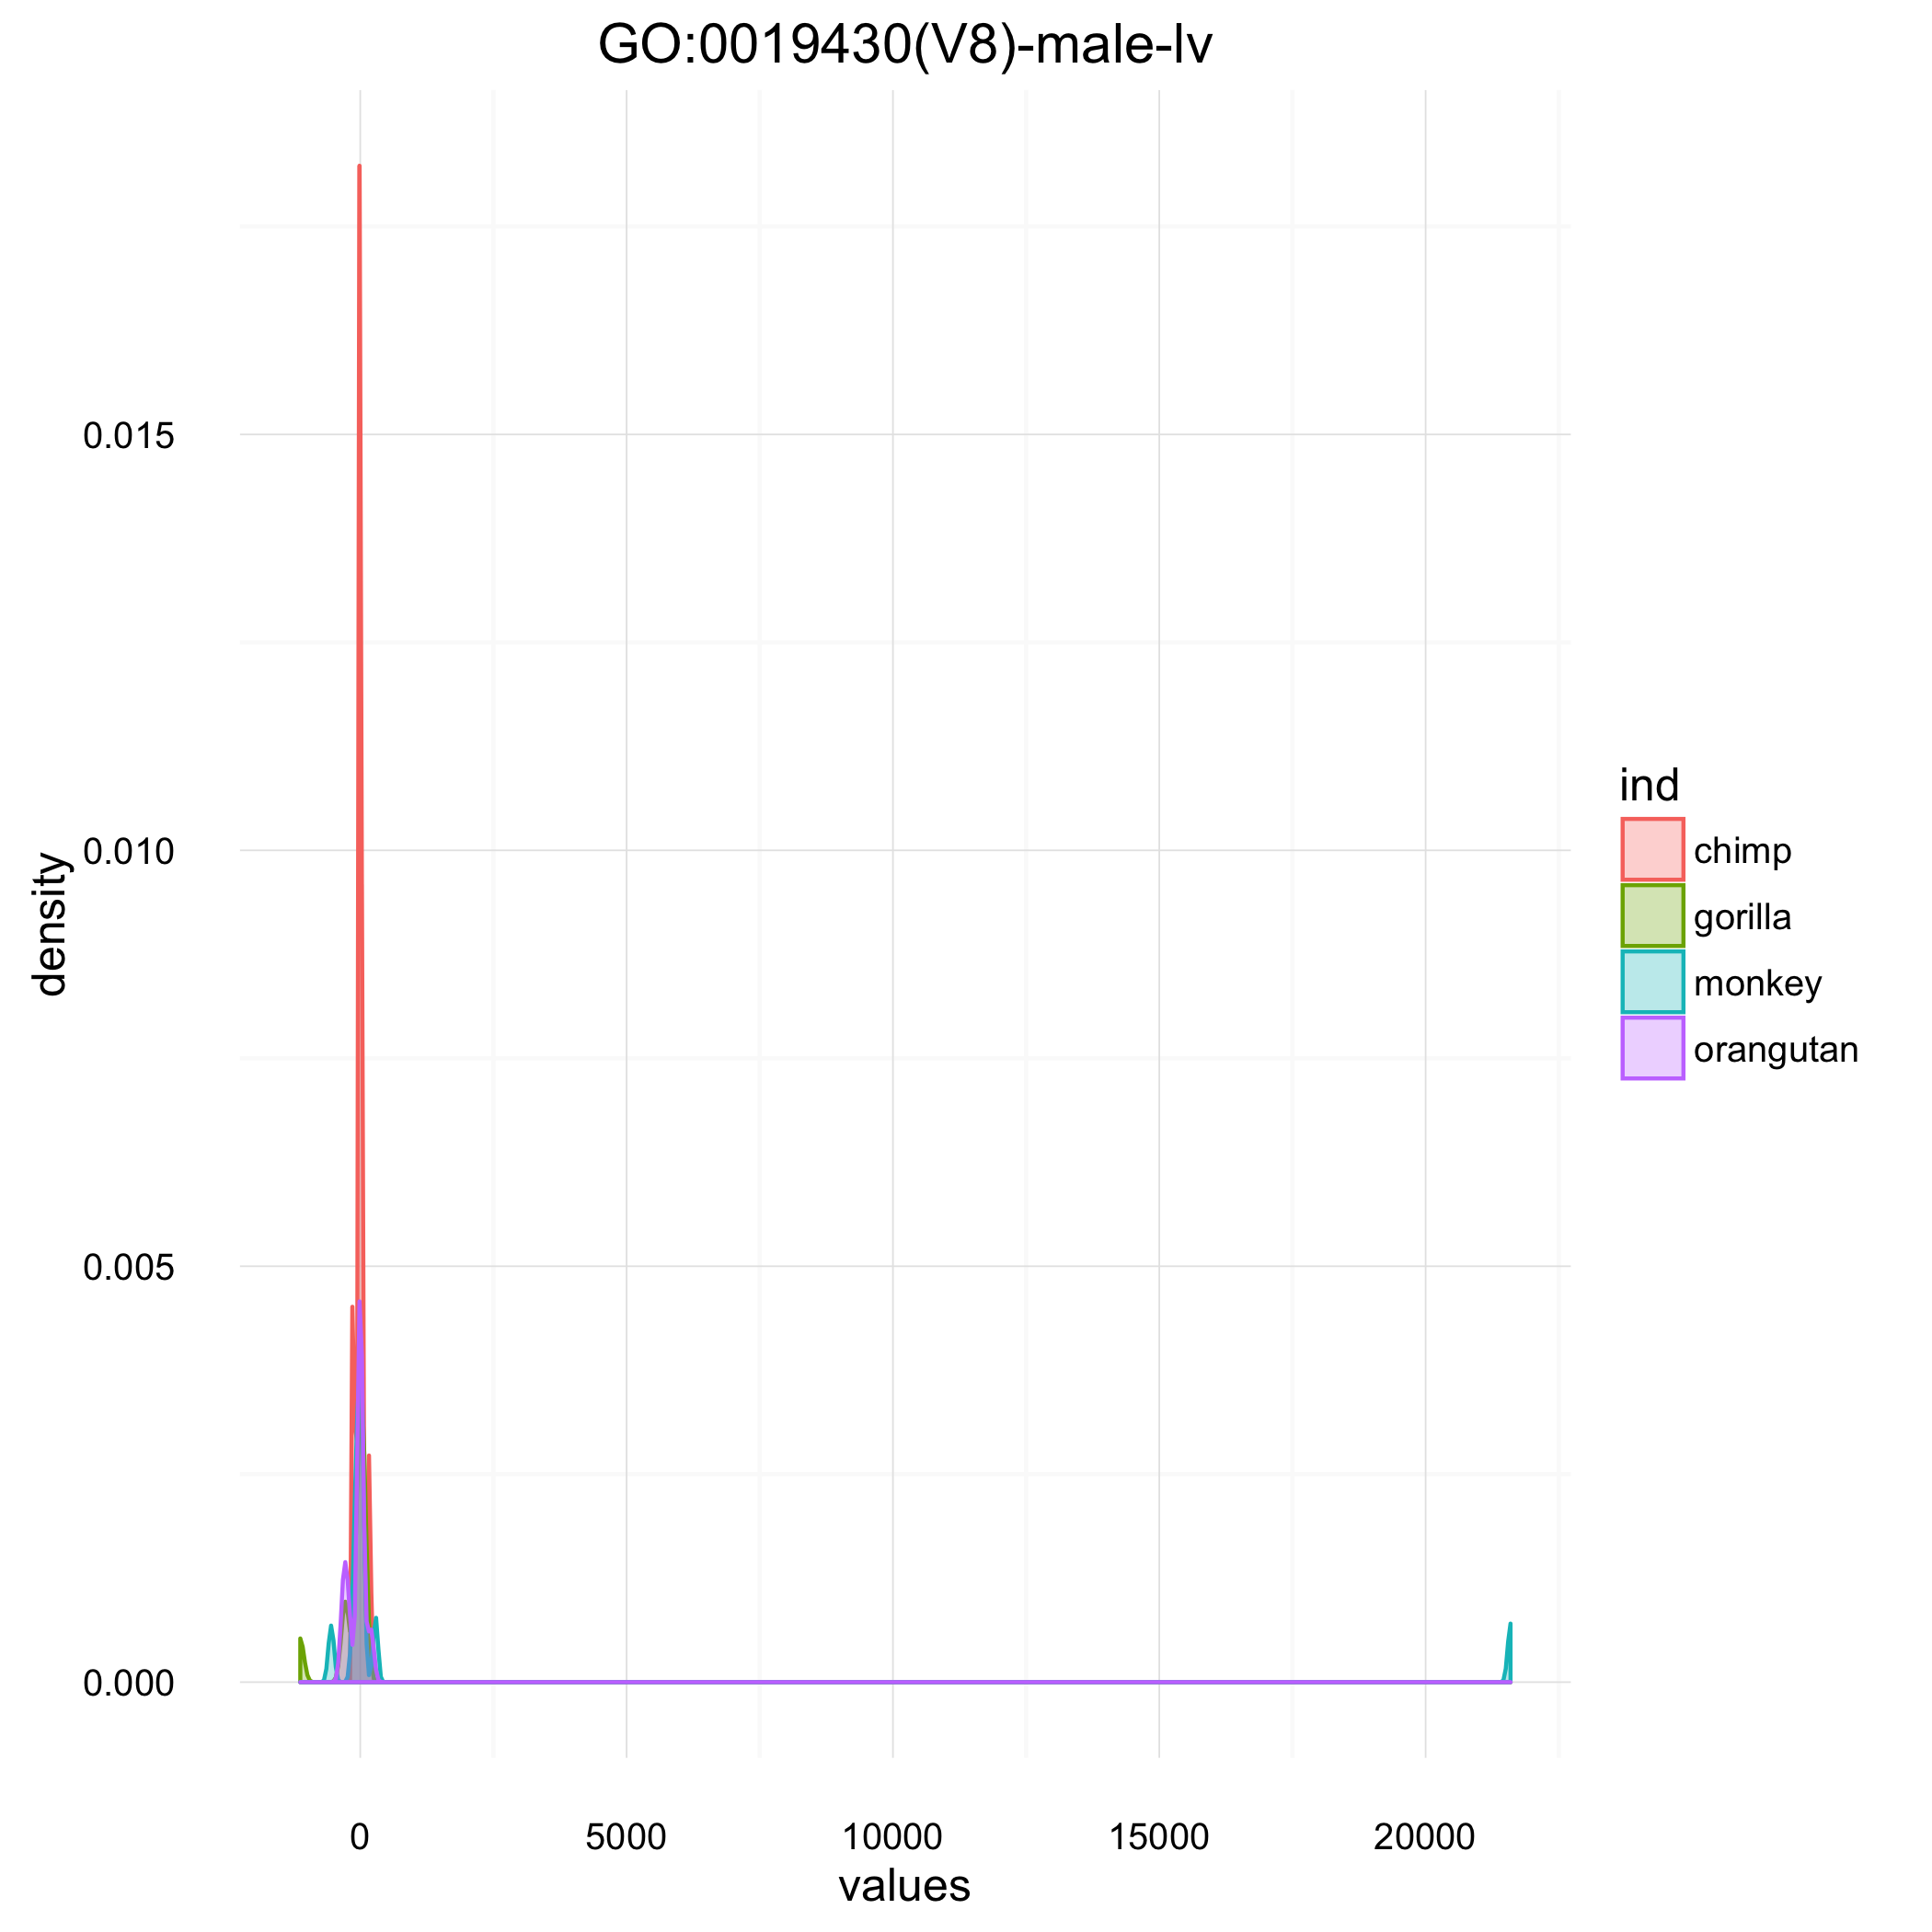 GO:0019430(V8)-male-lv
0.015
0.010
0.005
0.000
density
0
5000
10000
15000
20000
values
ind
chimp
gorilla
monkey
orangutan